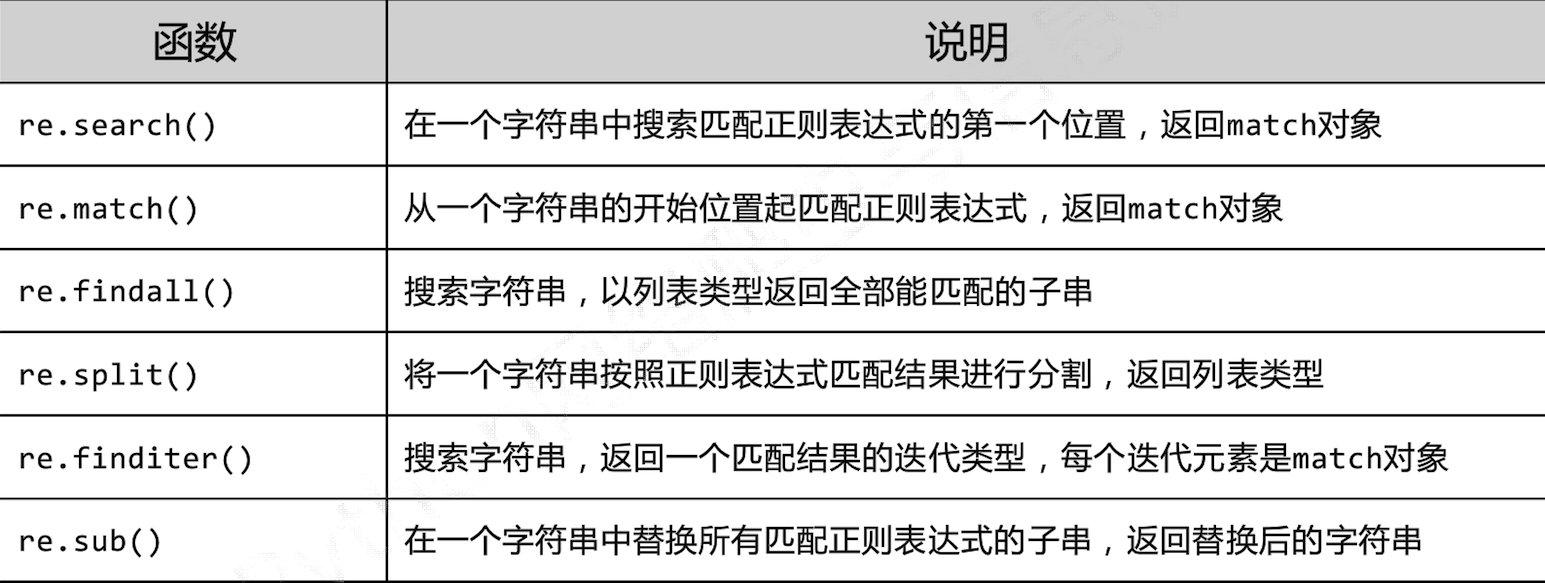 函数 说明
re.search() 在一个字符串中搜索匹配正则表达式的第一个位置，返回match对象
re.match() 从一个字符串的开始位置起匹配正则表达式，返回match对象
re.findall() 搜索字符串，以列表类型返回全部能匹配的子串
re.split() 将一个字符串按照正则表达式匹配结果进行分割，返回列表类型
re.finditer() 搜索字符串，返回一个匹配结果的迭代类型，每个迭代元素是match对象
re.sub() 在一个字符串中替换所有匹配正则表达式的子串，返回替换后的字符串